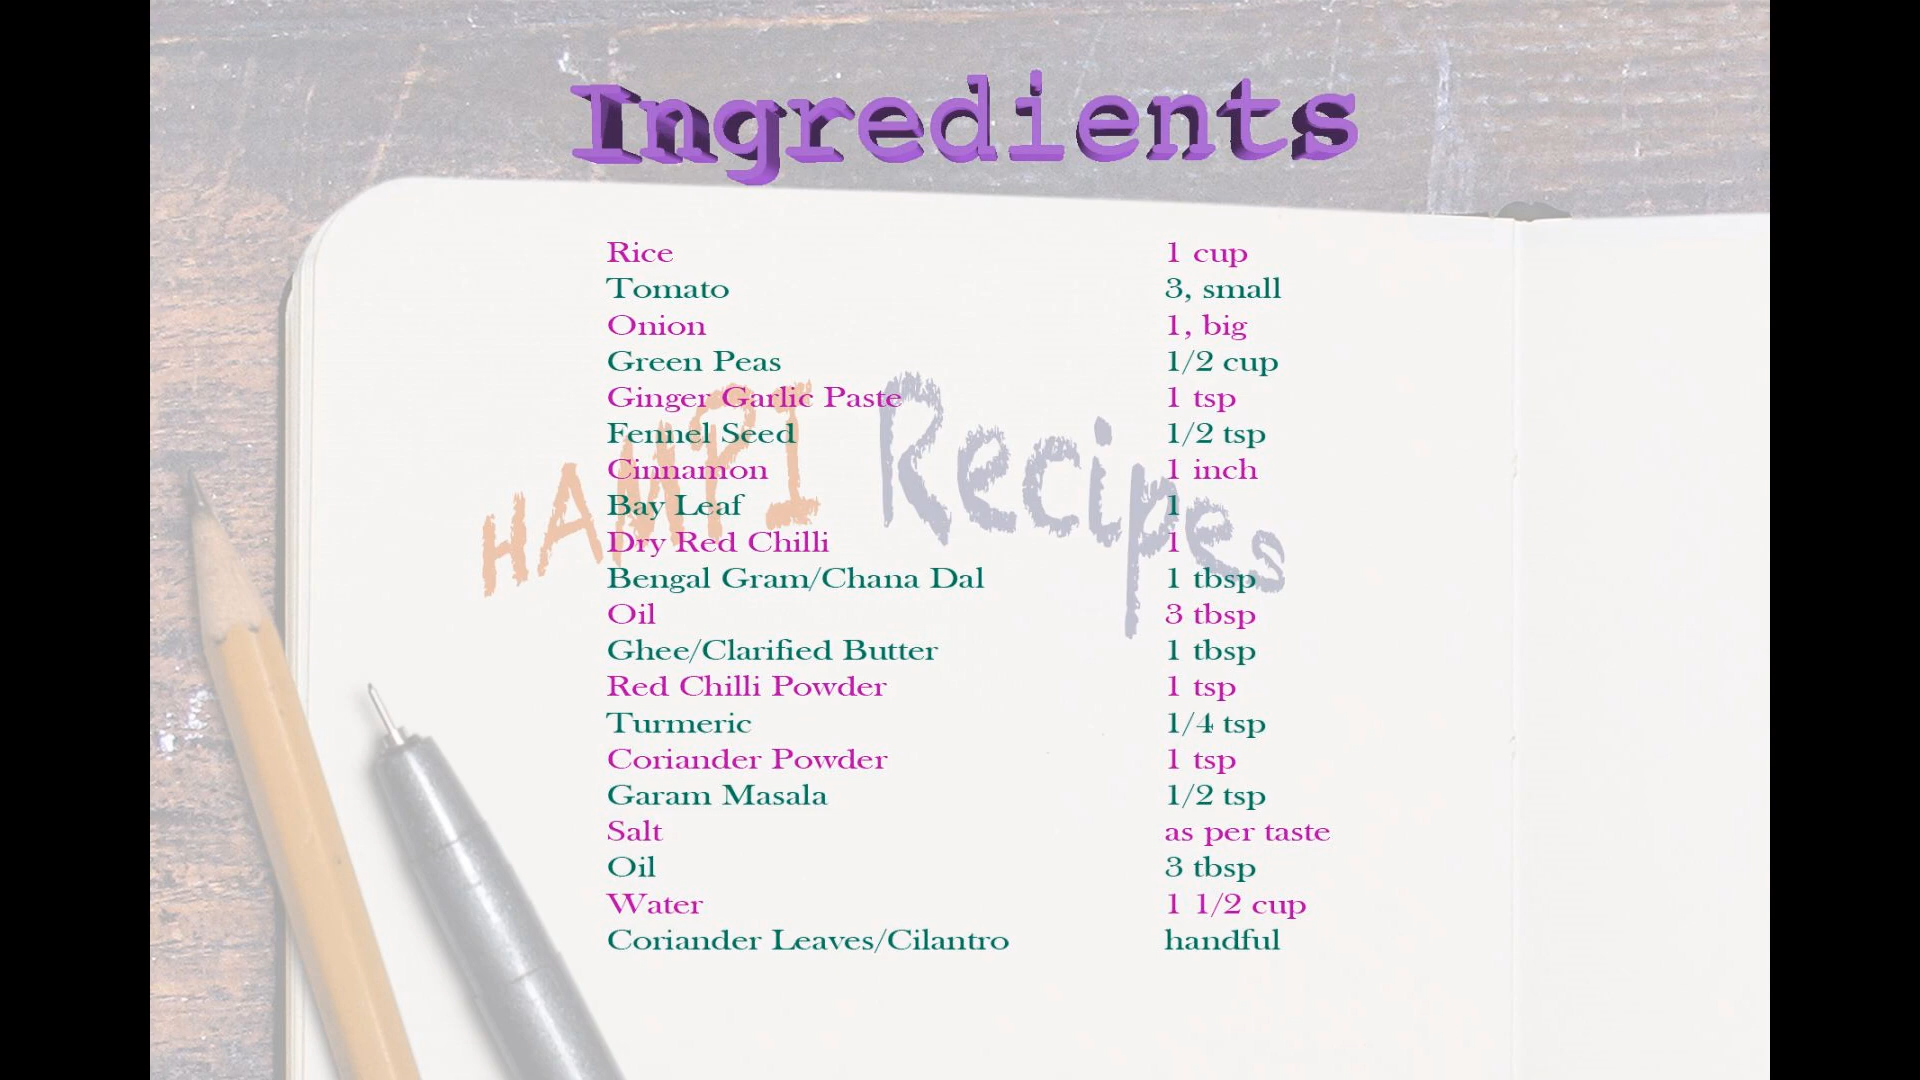 Ingredients
Rice 1 cup
Tomato 3, small
Onion 1, big
Green Peas 1/2 cup
Ginger Garlic Paste 1 tsp
Fennel Seed 1/2 tsp
Cinnamon 1 inch
Bay Leaf 1
Dry Red Chilli 1
Bengal Gram/Chana Dal 1 tbsp
Oil 3 tbsp
Ghee/Clarified Butter 1 tbsp
Red Chilli Powder 1 tsp
Turmeric 1/4 tsp
Coriander Powder 1 tsp
Garam Masala 1/2 tsp
Salt as per taste
Oil 3 tbsp
Water 1 1/2 cup
Coriander Leaves/Cilantro handful
HAMPI Recipes